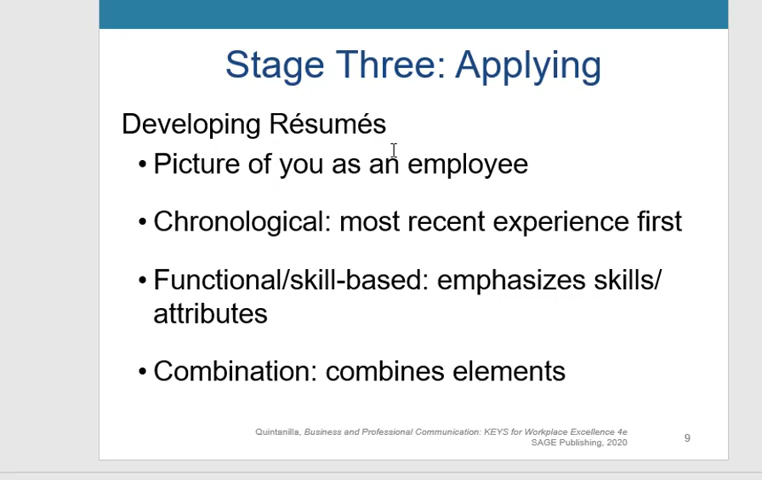 Stage Three: Applying
Developing Résumés
• Picture of you as an employee
• Chronological: most recent experience first
• Functional/skill-based: emphasizes skills/
attributes
• Combination: combines elements
Quintanilla, Business and Professional Communication: KEYS for Workplace Excellence 4e
SAGE Publishing, 2020
9